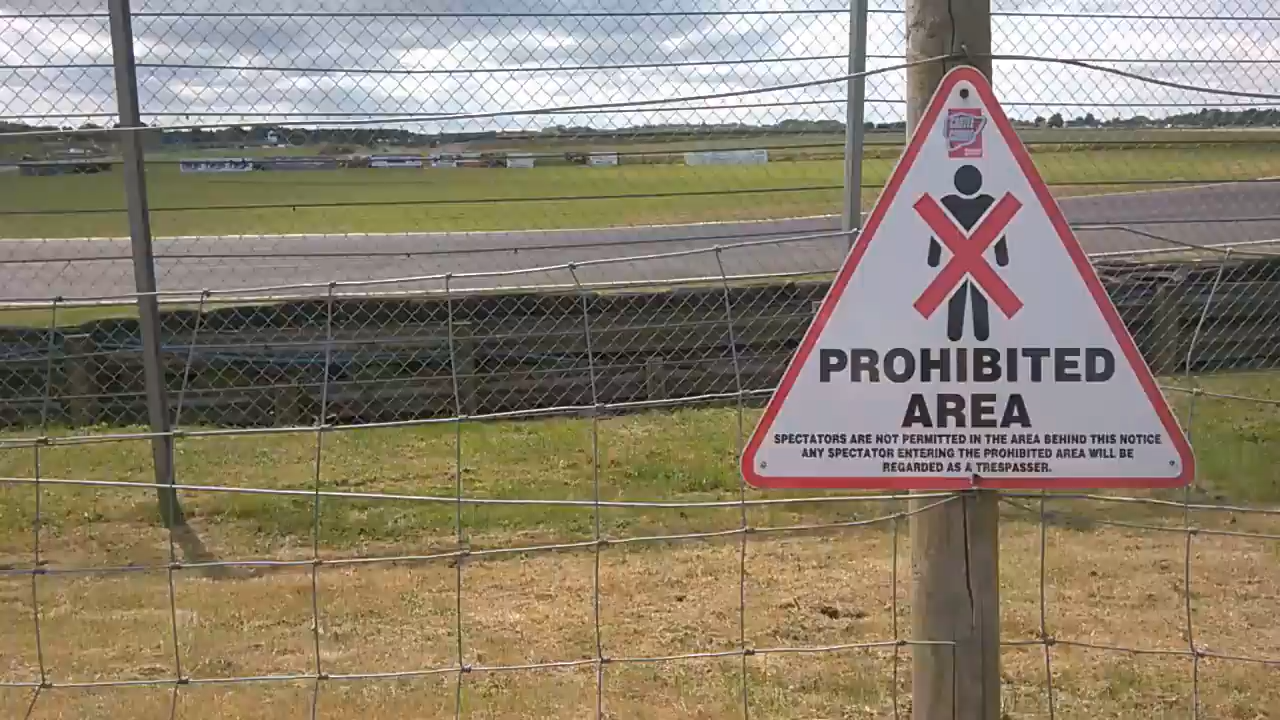 CASTLE
PROHIBITED
AREA
SPECTATORS ARE NOT PERMITTED IN THE AREA BEHIND THIS NOTICE
ANY SPECTATOR ENTERING THE PROHIBITED AREA WILL BE
REGARDED AS A TRESPASSER.